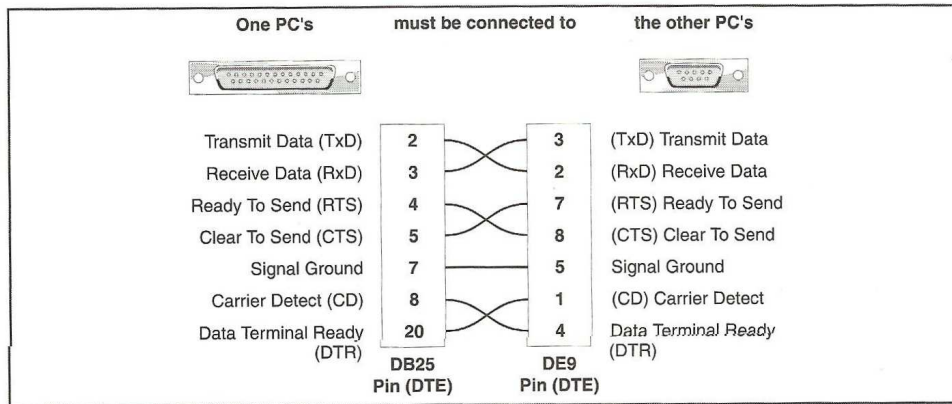 One PC's must be connected to the other PC's
Transmit Data (TxD) 2 3 (TxD) Transmit Data
Receive Data (RxD) 3 2 (RxD) Receive Data
Ready To Send (RTS) 4 7 (RTS) Ready To Send
Clear To Send (CTS) 5 8 (CTS) Clear To Send
Signal Ground 7 5 Signal Ground
Carrier Detect (CD) 8 1 (CD) Carrier Detect
Data Terminal Ready 20 4 Data Terminal Ready
(DTR) (DTR)
DB25 DE9
Pin (DTE) Pin (DTE)